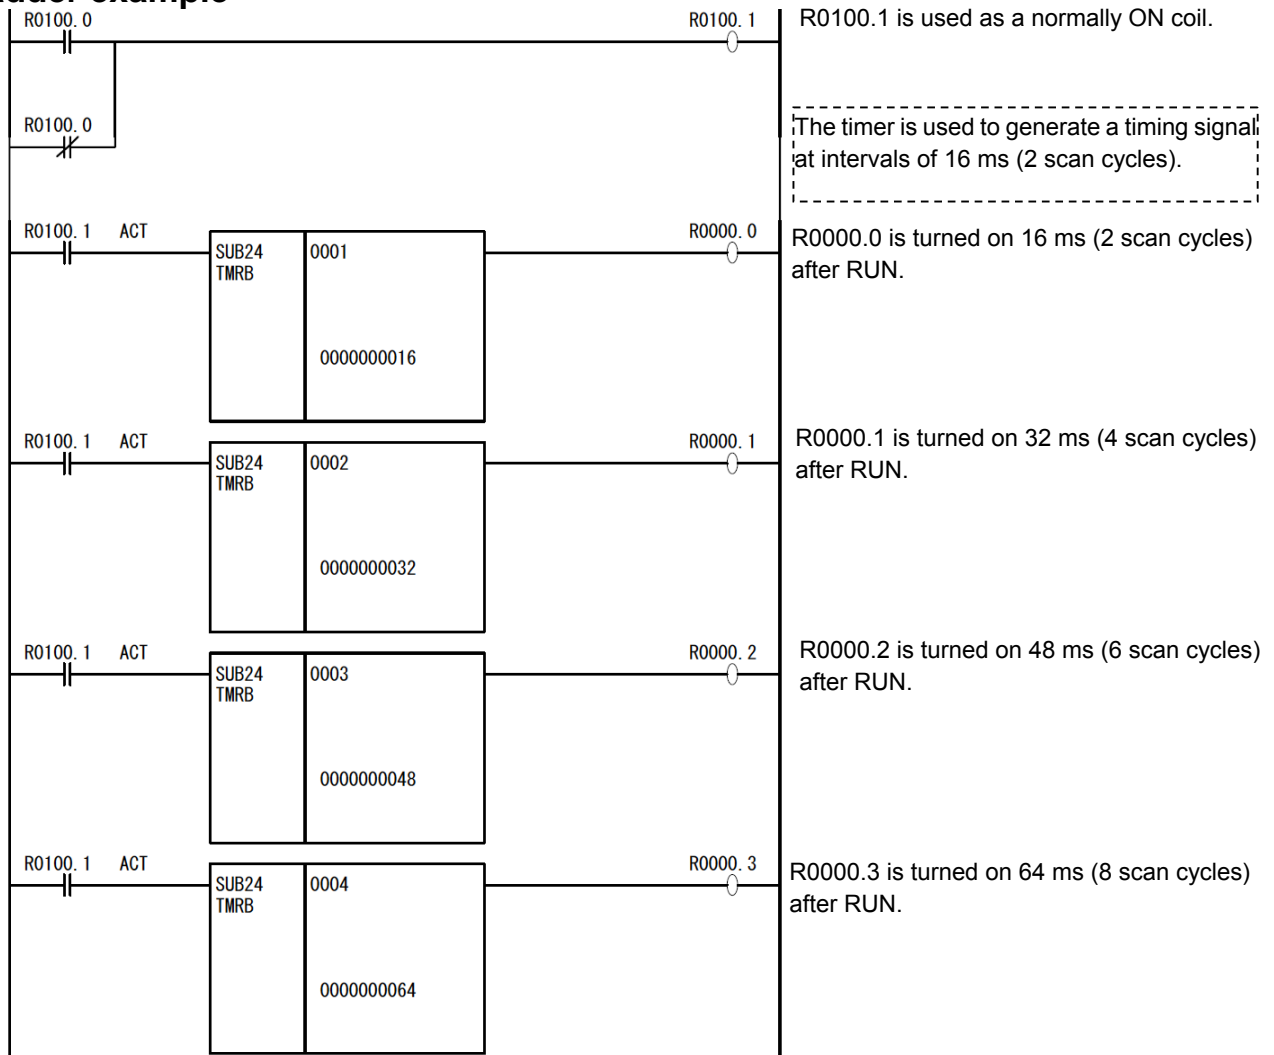 R0100.0
R0100.1
R0100.1 is used as a normally ON coil.
R0100.0
The timer is used to generate a timing signal
at intervals of 16 ms (2 scan cycles).
R0100.1 ACT
SUB24 0001
TMRB
0000000016
R0000.0
R0000.0 is turned on 16 ms (2 scan cycles)
after RUN.
R0100.1 ACT
SUB24 0002
TMRB
0000000032
R0000.1
R0000.1 is turned on 32 ms (4 scan cycles)
after RUN.
R0100.1 ACT
SUB24 0003
TMRB
0000000048
R0000.2
R0000.2 is turned on 48 ms (6 scan cycles)
after RUN.
R0100.1 ACT
SUB24 0004
TMRB
0000000064
R0000.3
R0000.3 is turned on 64 ms (8 scan cycles)
after RUN.